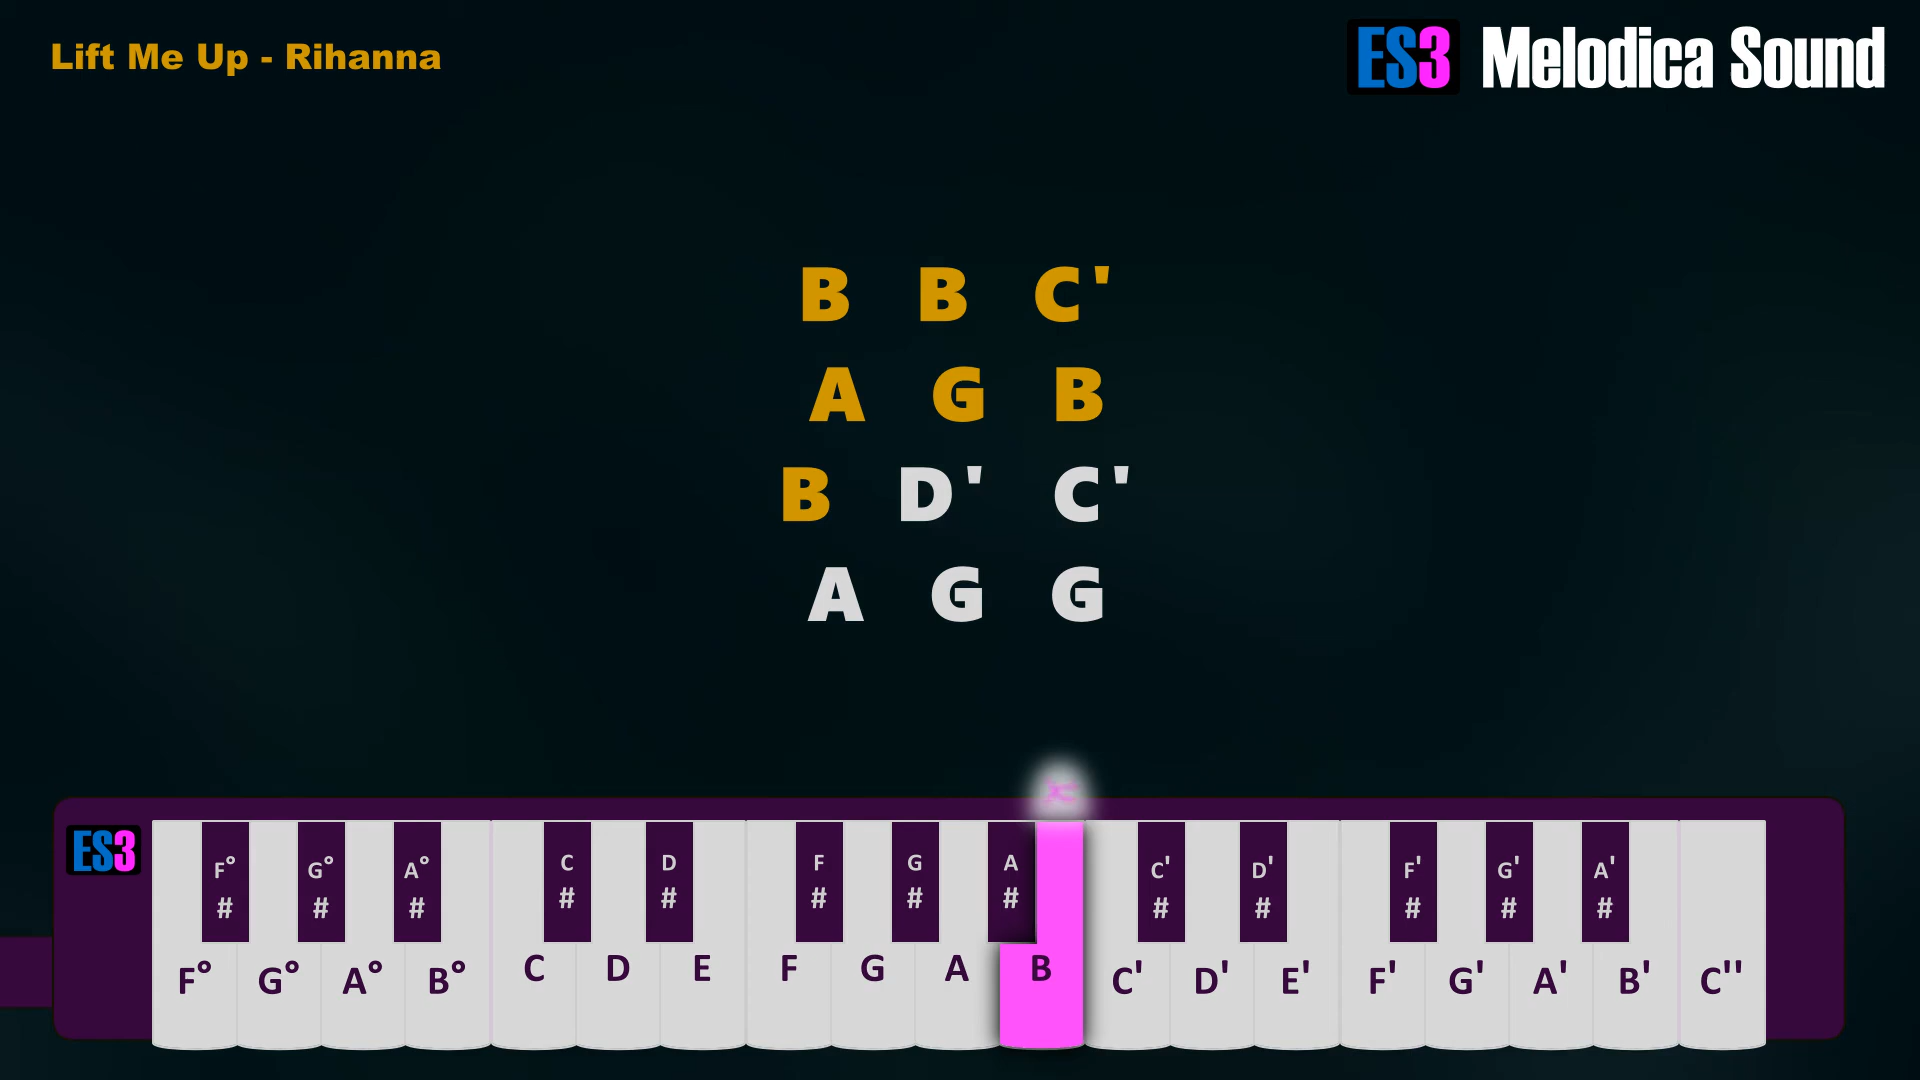 Lift Me Up - Rihanna
ES3 Melodica Sound
B B C'
A G B
B D' C'
A G G
ES3
F° # G° # A° # C # D # F # G # A # C' # D' # F' # G' # A' #
F° G° A° B° C D E F G A B C' D' E' F' G' A' B' C''